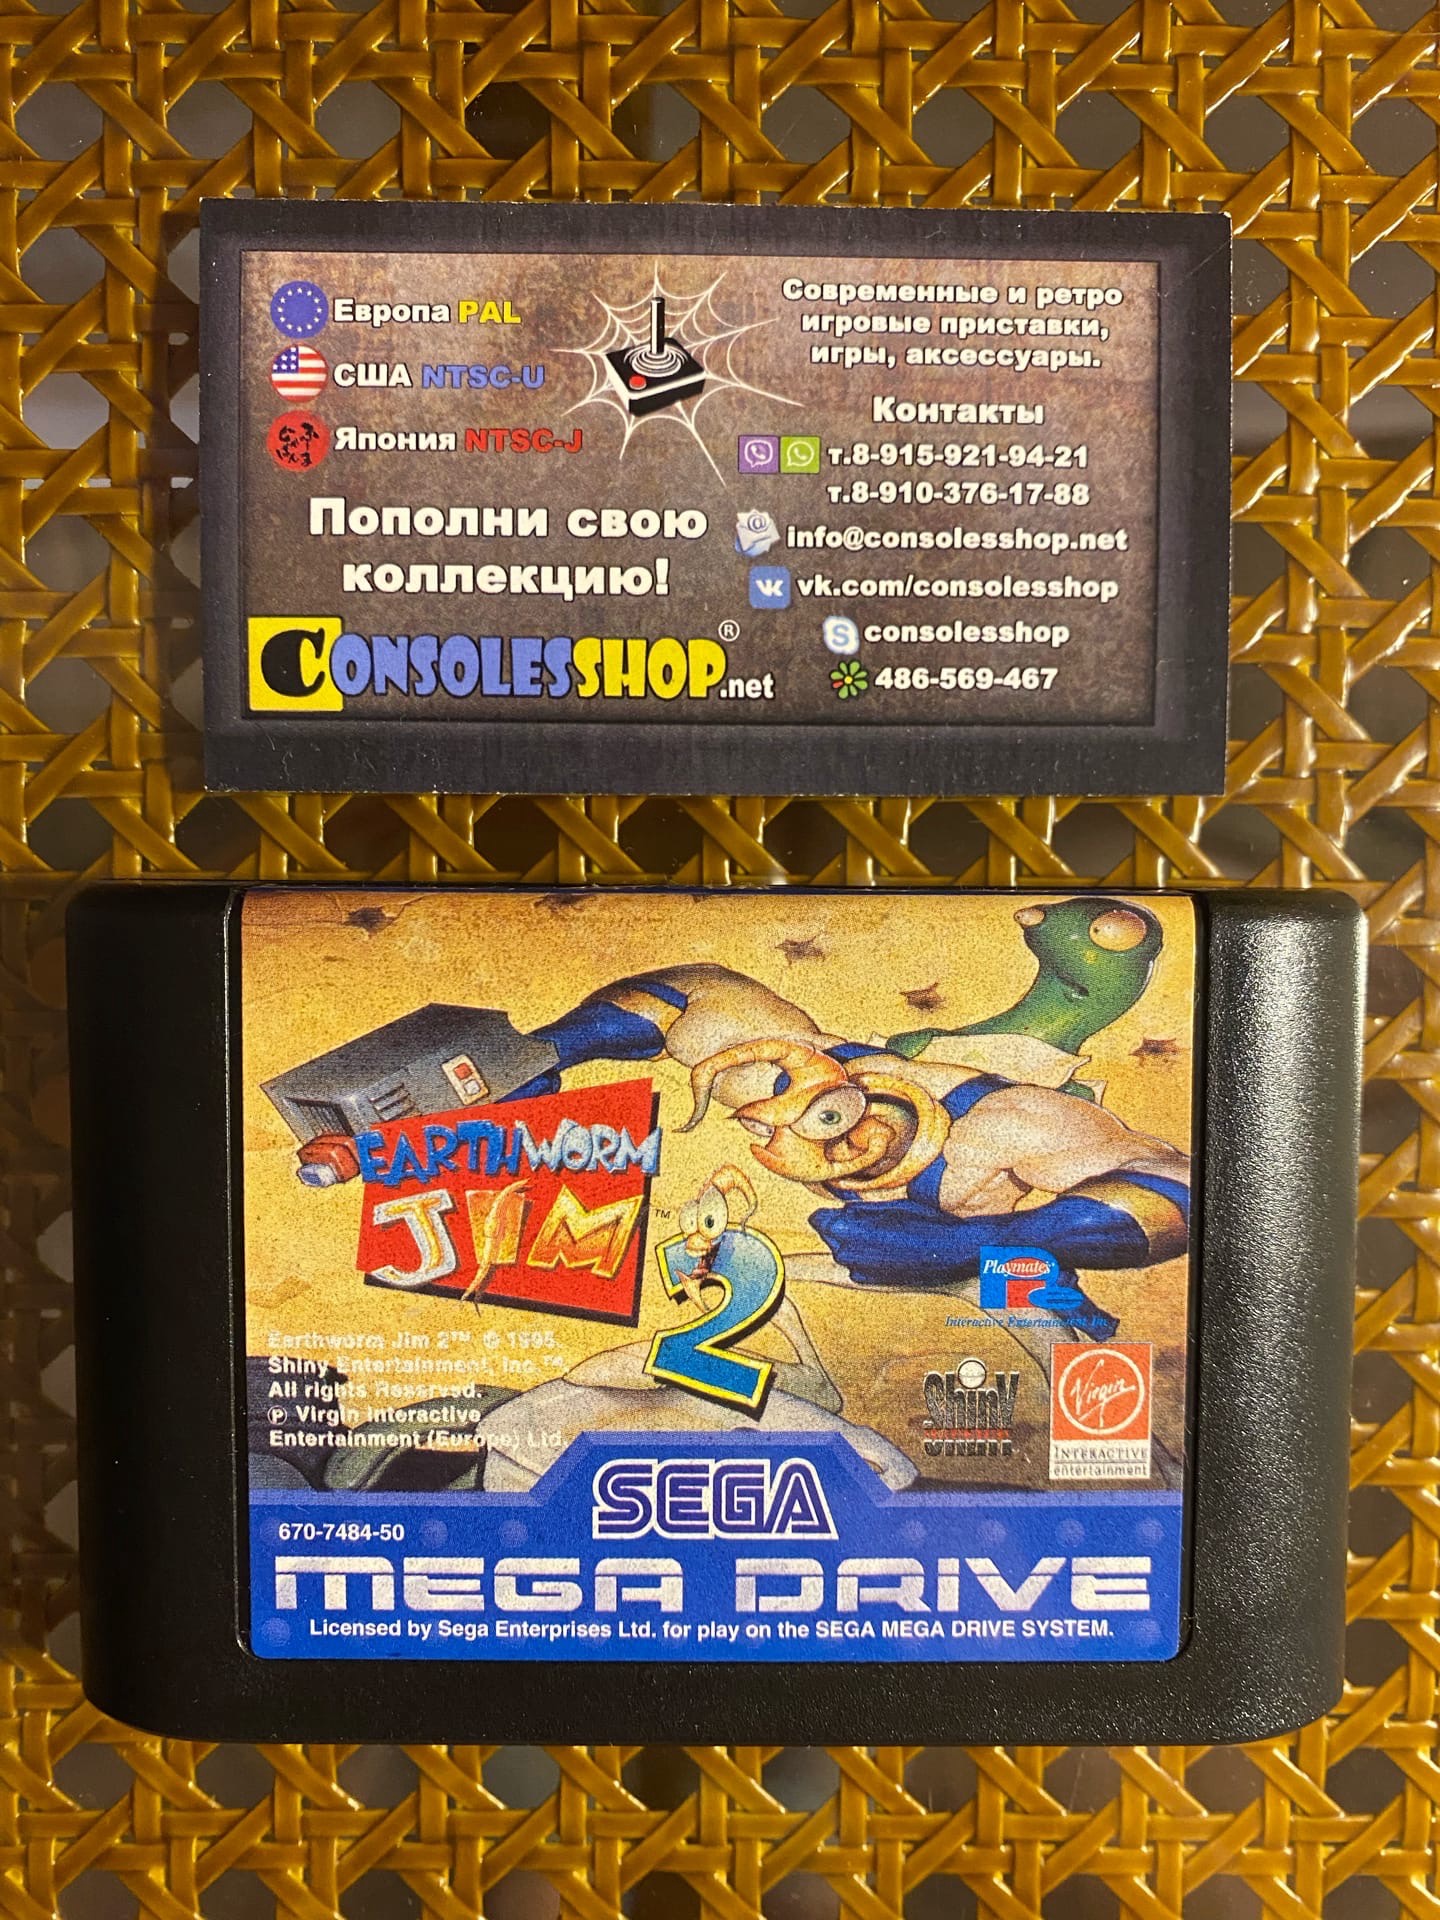 Европа PAL
США NTSC-U
Япония NTSC-J
Пополни свою
коллекцию!
CONSOLESSHOP®.net
Современные и ретро
игровые приставки,
игры, аксессуары.
Контакты
т.8-915-921-94-21
т.8-910-376-17-88
info@consolesshop.net
vk.com/consolesshop
S consolesshop
486-569-467
EARTHWORM
JIM™
2
Playmates
Interactive Entertainment, Inc.
Earthworm Jim 2™ © 1995.
Shiny Entertainment, Inc.™.
All rights Reserved.
Ⓟ Virgin Interactive
Entertainment (Europe) Ltd.
Shiny
Virgin
INTERACTIVE
entertainment
SEGA
670-7484-50
MEGA DRIVE
Licensed by Sega Enterprises Ltd. for play on the SEGA MEGA DRIVE SYSTEM.